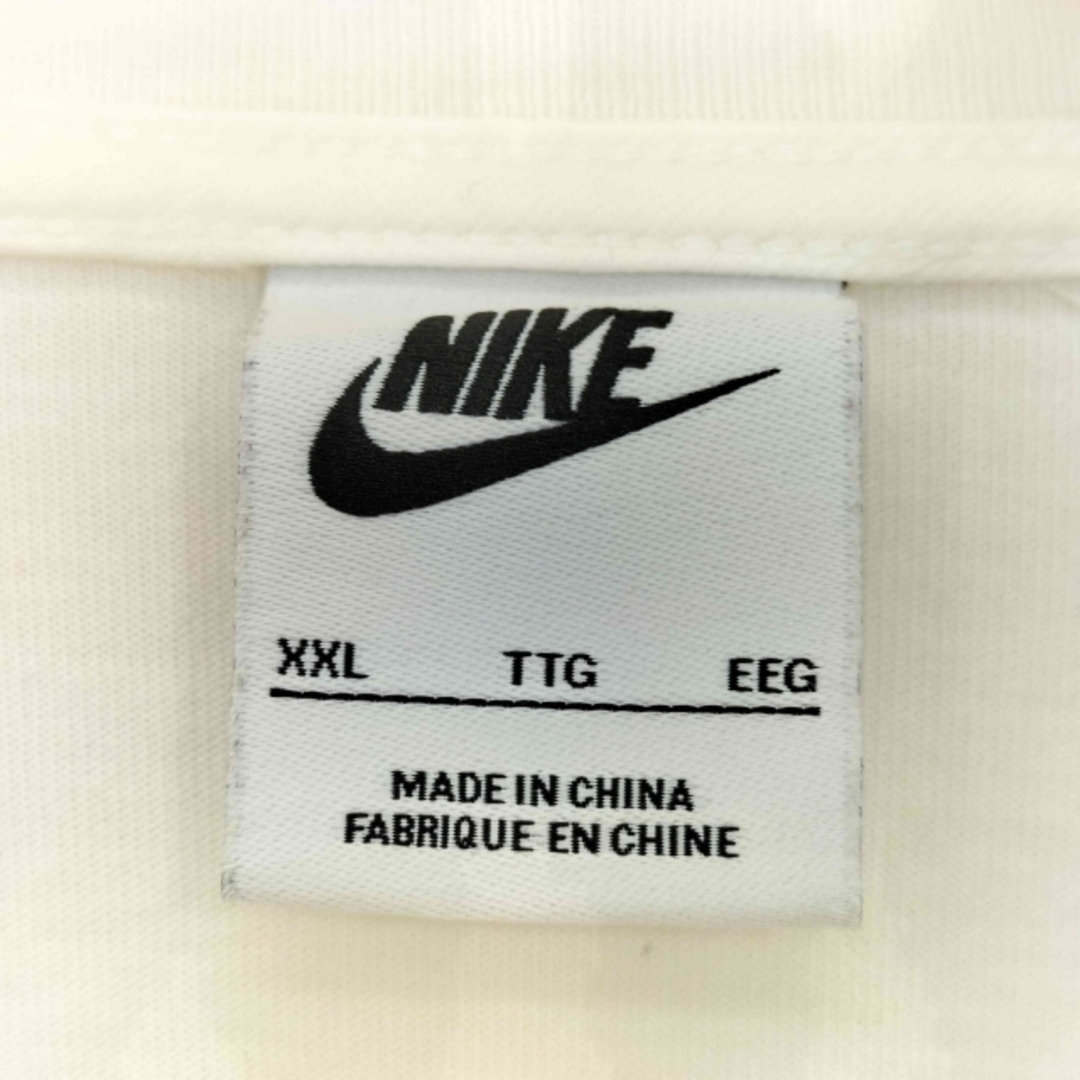 NIKE
XXL TTG EEG
MADE IN CHINA
FABRIQUE EN CHINE